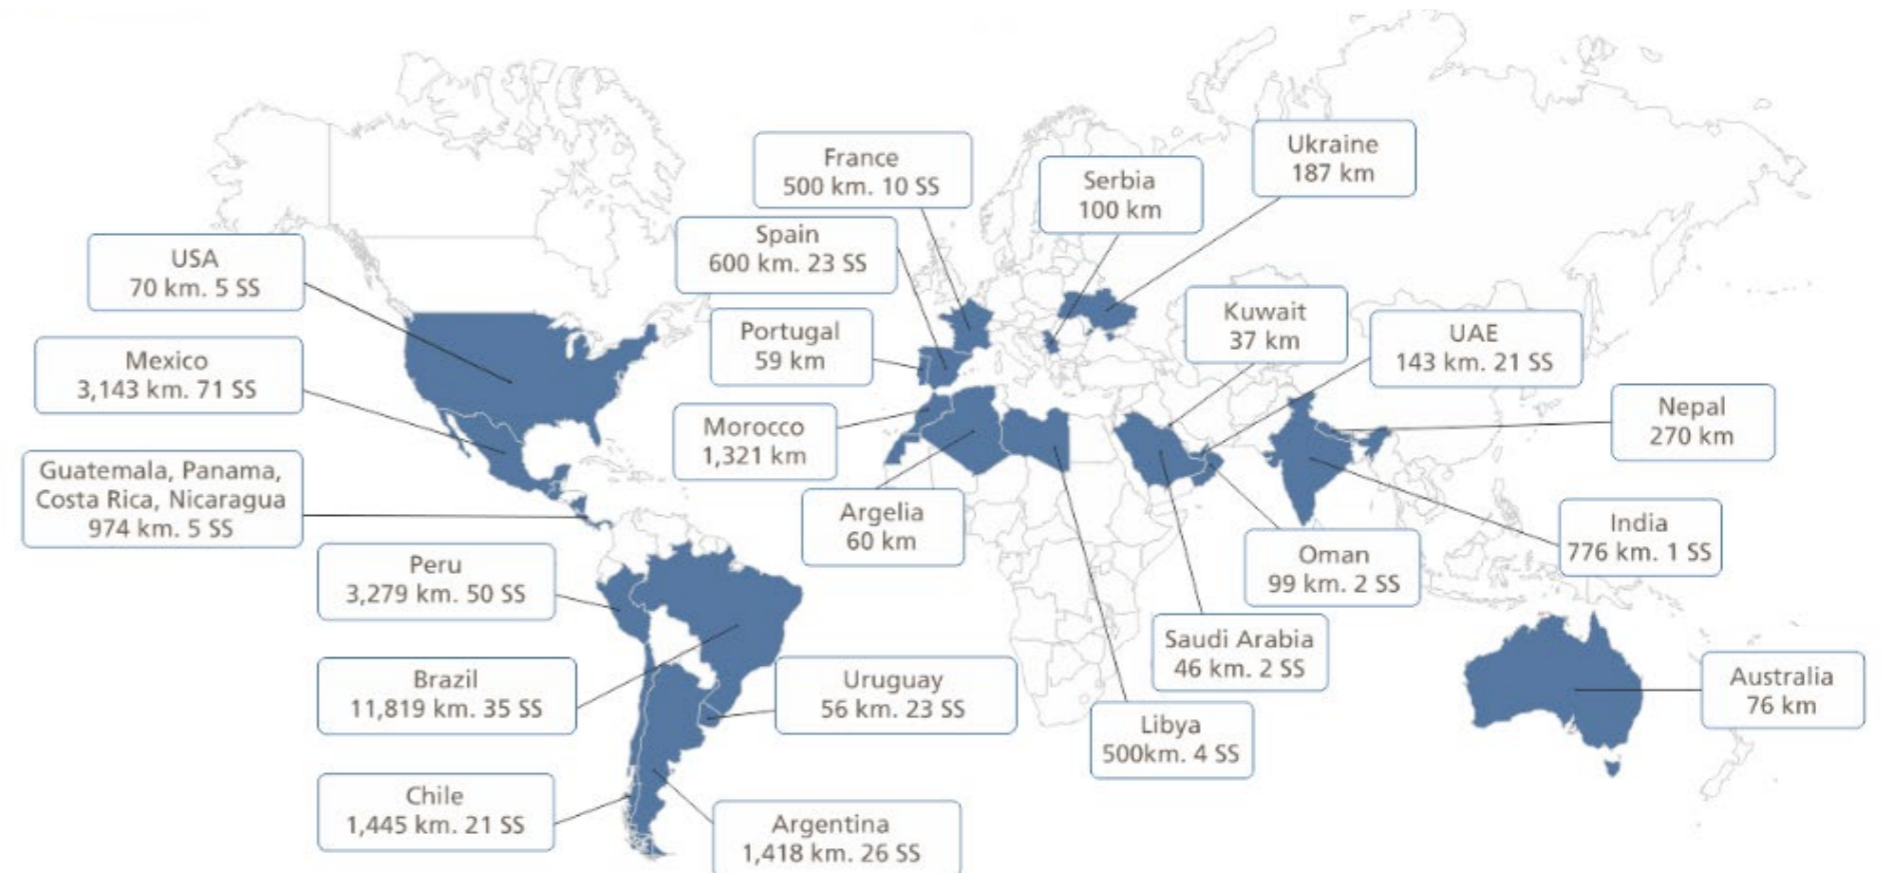 France
500 km. 10 SS
Ukraine
187 km
Serbia
100 km
Spain
600 km. 23 SS
USA
70 km. 5 SS
Kuwait
37 km
UAE
143 km. 21 SS
Portugal
59 km
Mexico
3,143 km. 71 SS
Nepal
270 km
Morocco
1,321 km
Guatemala, Panama,
Costa Rica, Nicaragua
974 km. 5 SS
Argelia
60 km
India
776 km. 1 SS
Oman
99 km. 2 SS
Peru
3,279 km. 50 SS
Saudi Arabia
46 km. 2 SS
Brazil
11,819 km. 35 SS
Uruguay
56 km. 23 SS
Australia
76 km
Libya
500km. 4 SS
Chile
1,445 km. 21 SS
Argentina
1,418 km. 26 SS